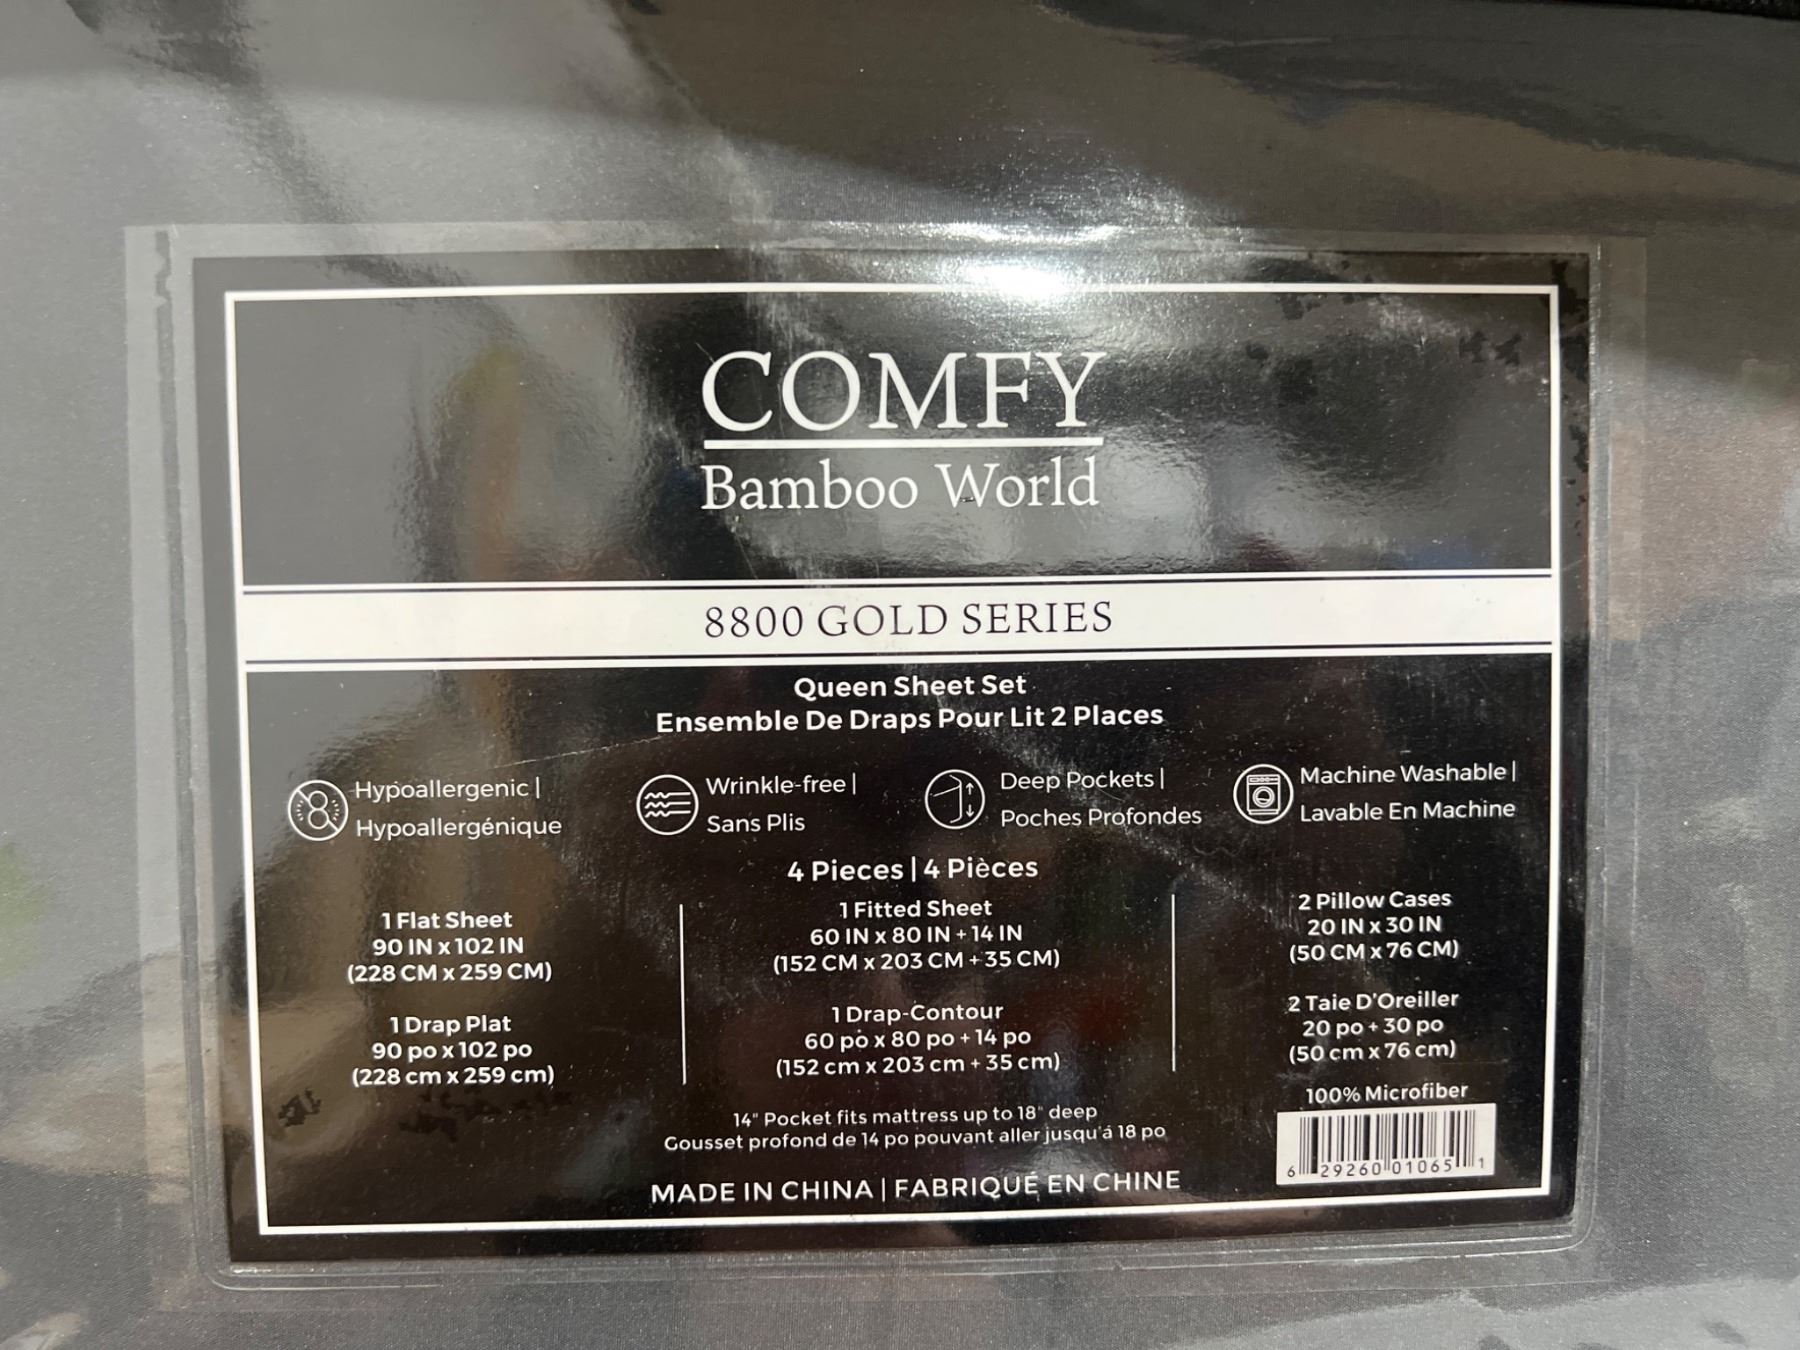 COMFY
Bamboo World
8800 GOLD SERIES
Queen Sheet Set
Ensemble De Draps Pour Lit 2 Places
Hypoallergenic |
Hypoallergénique
Wrinkle-free |
Sans Plis
Deep Pockets |
Poches Profondes
Machine Washable |
Lavable En Machine
4 Pieces | 4 Pièces
1 Flat Sheet
90 IN x 102 IN
(228 CM x 259 CM)
1 Drap Plat
90 po x 102 po
(228 cm x 259 cm)
1 Fitted Sheet
60 IN x 80 IN + 14 IN
(152 CM x 203 CM + 35 CM)
1 Drap-Contour
60 po x 80 po + 14 po
(152 cm x 203 cm + 35 cm)
2 Pillow Cases
20 IN x 30 IN
(50 CM x 76 CM)
2 Taie D'Oreiller
20 po + 30 po
(50 cm x 76 cm)
100% Microfiber
6 29260 01065 1
14" Pocket fits mattress up to 18" deep
Gousset profond de 14 po pouvant aller jusqu'á 18 po
MADE IN CHINA | FABRIQUÉ EN CHINE